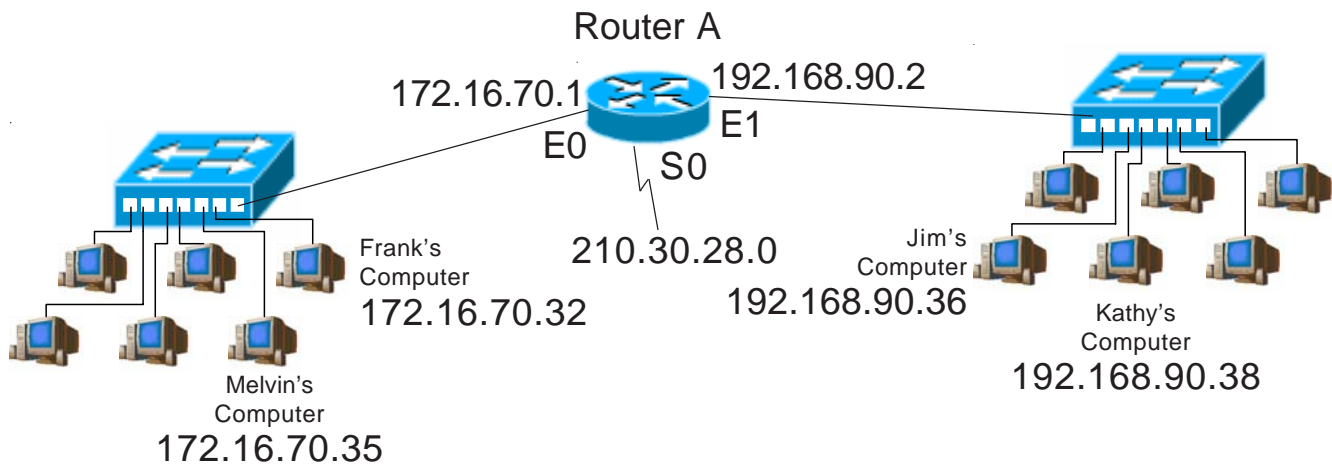 Router A
172.16.70.1
192.168.90.2
E0
E1
S0
210.30.28.0
Frank's
Computer
172.16.70.32
Melvin's
Computer
172.16.70.35
Jim's
Computer
192.168.90.36
Kathy's
Computer
192.168.90.38